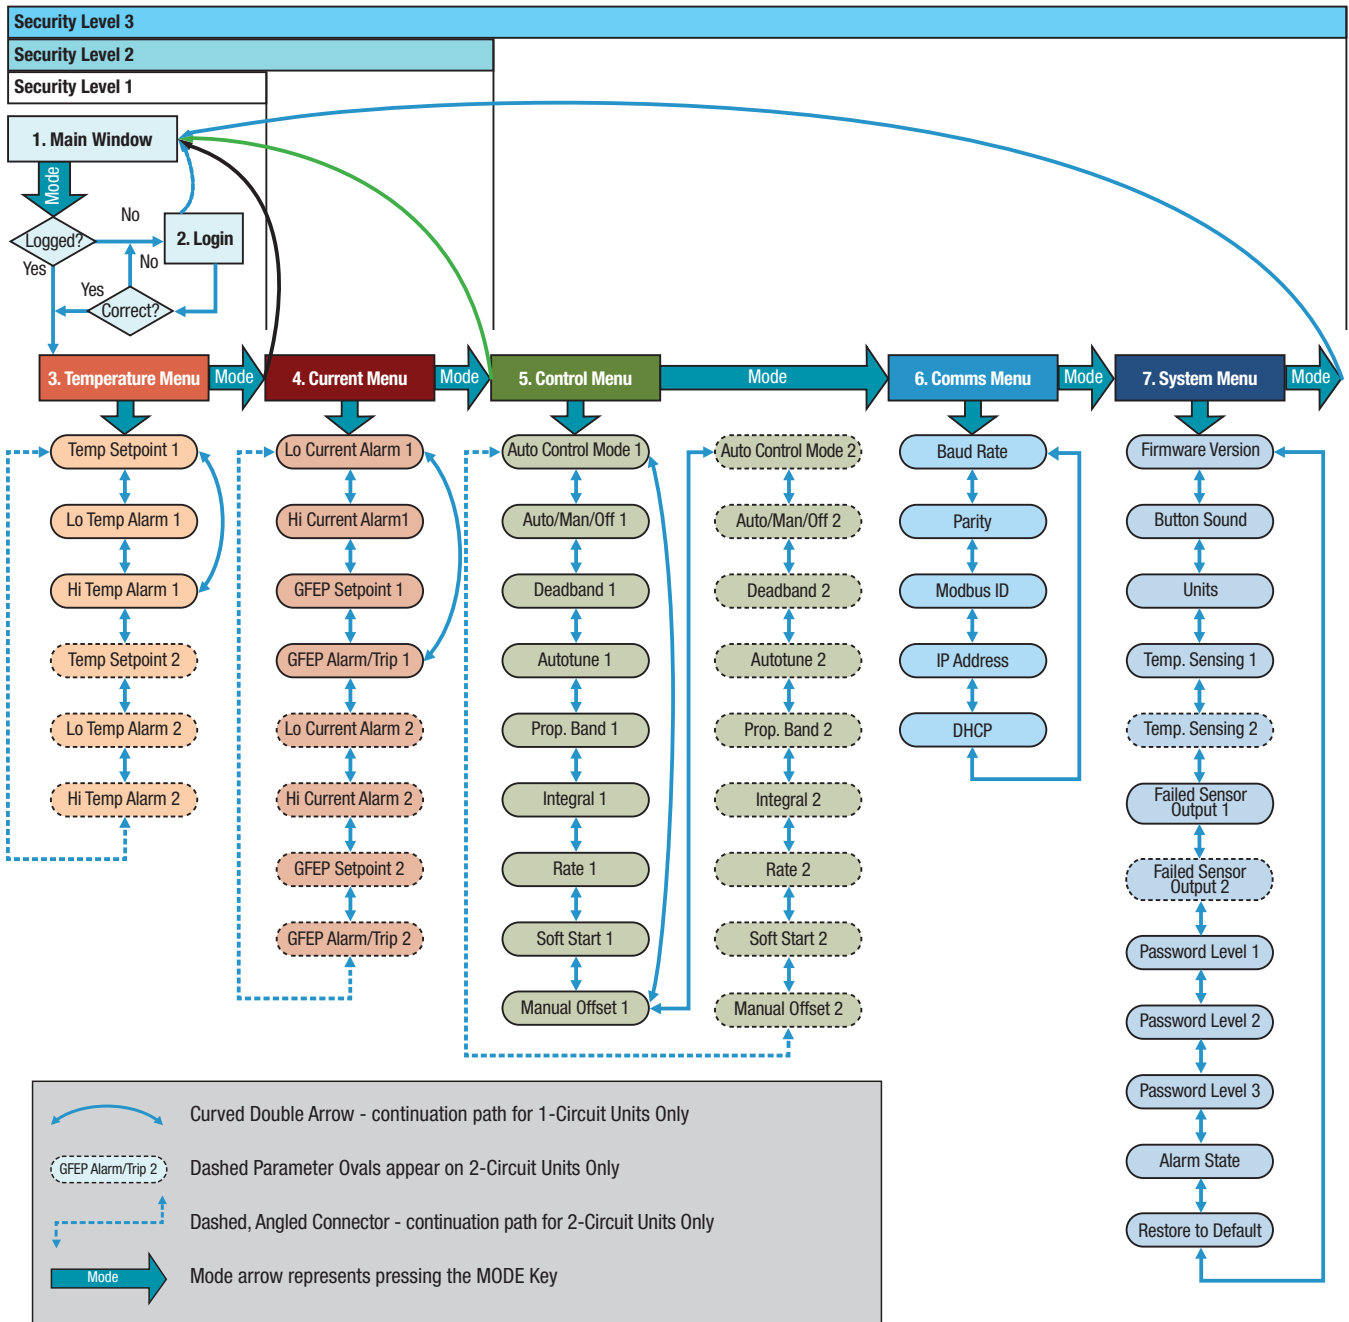 Security Level 3
Security Level 2
Security Level 1
1. Main Window
Mode
Logged?
No
2. Login
Yes
No
Yes
Correct?
3. Temperature Menu
Mode
4. Current Menu
Mode
5. Control Menu
Mode
6. Comms Menu
Mode
7. System Menu
Mode
Temp Setpoint 1
Lo Temp Alarm 1
Hi Temp Alarm 1
Temp Setpoint 2
Lo Temp Alarm 2
Hi Temp Alarm 2
Lo Current Alarm 1
Hi Current Alarm1
GFEP Setpoint 1
GFEP Alarm/Trip 1
Lo Current Alarm 2
Hi Current Alarm 2
GFEP Setpoint 2
GFEP Alarm/Trip 2
Auto Control Mode 1
Auto/Man/Off 1
Deadband 1
Autotune 1
Prop. Band 1
Integral 1
Rate 1
Soft Start 1
Manual Offset 1
Auto Control Mode 2
Auto/Man/Off 2
Deadband 2
Autotune 2
Prop. Band 2
Integral 2
Rate 2
Soft Start 2
Manual Offset 2
Baud Rate
Parity
Modbus ID
IP Address
DHCP
Firmware Version
Button Sound
Units
Temp. Sensing 1
Temp. Sensing 2
Failed Sensor
Output 1
Failed Sensor
Output 2
Password Level 1
Password Level 2
Password Level 3
Alarm State
Restore to Default
Curved Double Arrow - continuation path for 1-Circuit Units Only
GFEP Alarm/Trip 2
Dashed Parameter Ovals appear on 2-Circuit Units Only
Dashed, Angled Connector - continuation path for 2-Circuit Units Only
Mode
Mode arrow represents pressing the MODE Key